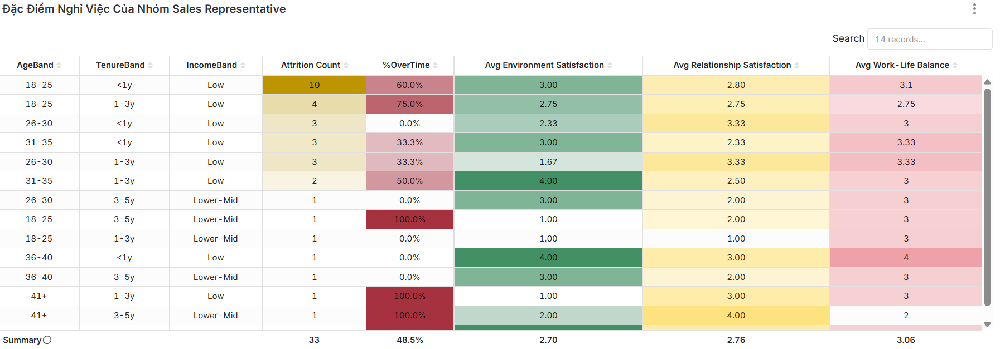 Đặc Điểm Nghỉ Việc Của Nhóm Sales Representative
Search 14 records...
AgeBand TenureBand IncomeBand Attrition Count %OverTime Avg Environment Satisfaction Avg Relationship Satisfaction Avg Work-Life Balance
18-25 <1y Low 10 60.0% 3.00 2.80 3.1
18-25 1-3y Low 4 75.0% 2.75 2.75 2.75
26-30 <1y Low 3 0.0% 2.33 3.33 3
31-35 <1y Low 3 33.3% 3.00 2.33 3.33
26-30 1-3y Low 3 33.3% 1.67 3.33 3.33
31-35 1-3y Low 2 50.0% 4.00 2.50 3
26-30 3-5y Lower-Mid 1 0.0% 3.00 2.00 3
18-25 3-5y Lower-Mid 1 100.0% 1.00 2.00 3
18-25 1-3y Lower-Mid 1 0.0% 1.00 1.00 3
36-40 <1y Low 1 0.0% 4.00 3.00 4
36-40 3-5y Lower-Mid 1 0.0% 3.00 2.00 3
41+ 1-3y Low 1 100.0% 1.00 3.00 3
41+ 3-5y Lower-Mid 1 100.0% 2.00 4.00 2
Summary 33 48.5% 2.70 2.76 3.06